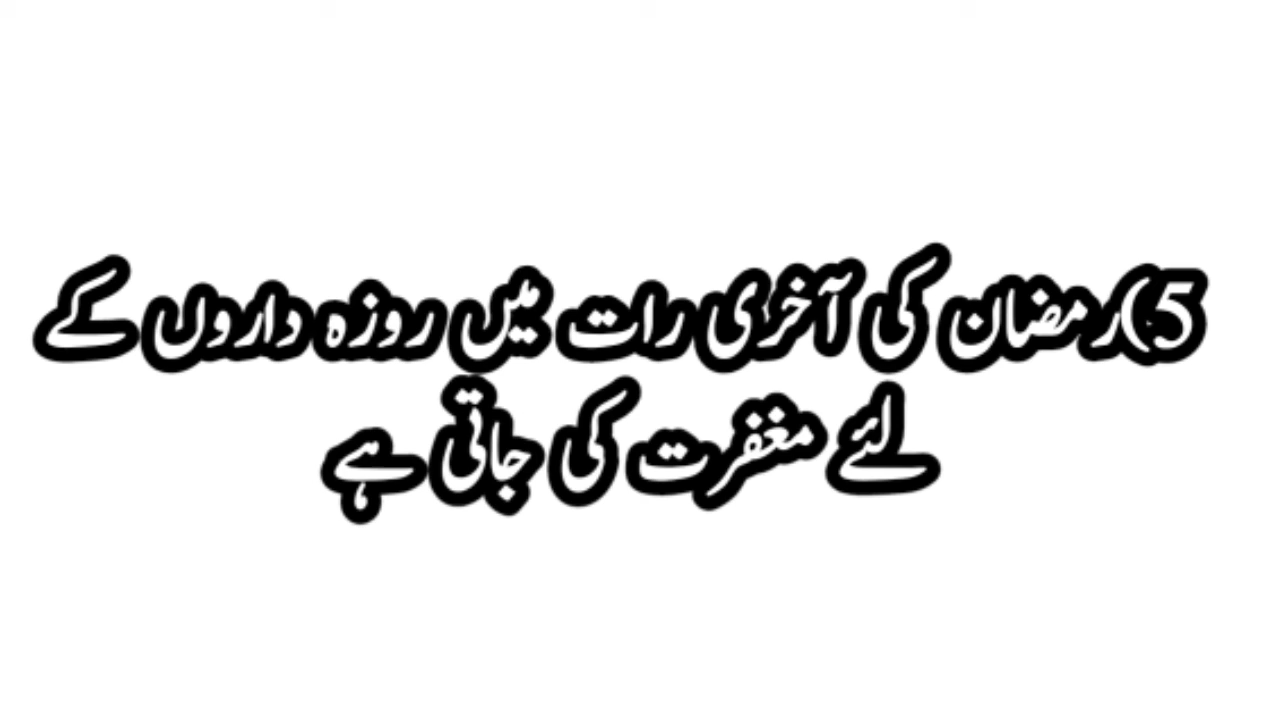 5)رمضان کی آخری رات میں روزہ داروں کے
لئے مغفرت کی جاتی ہے